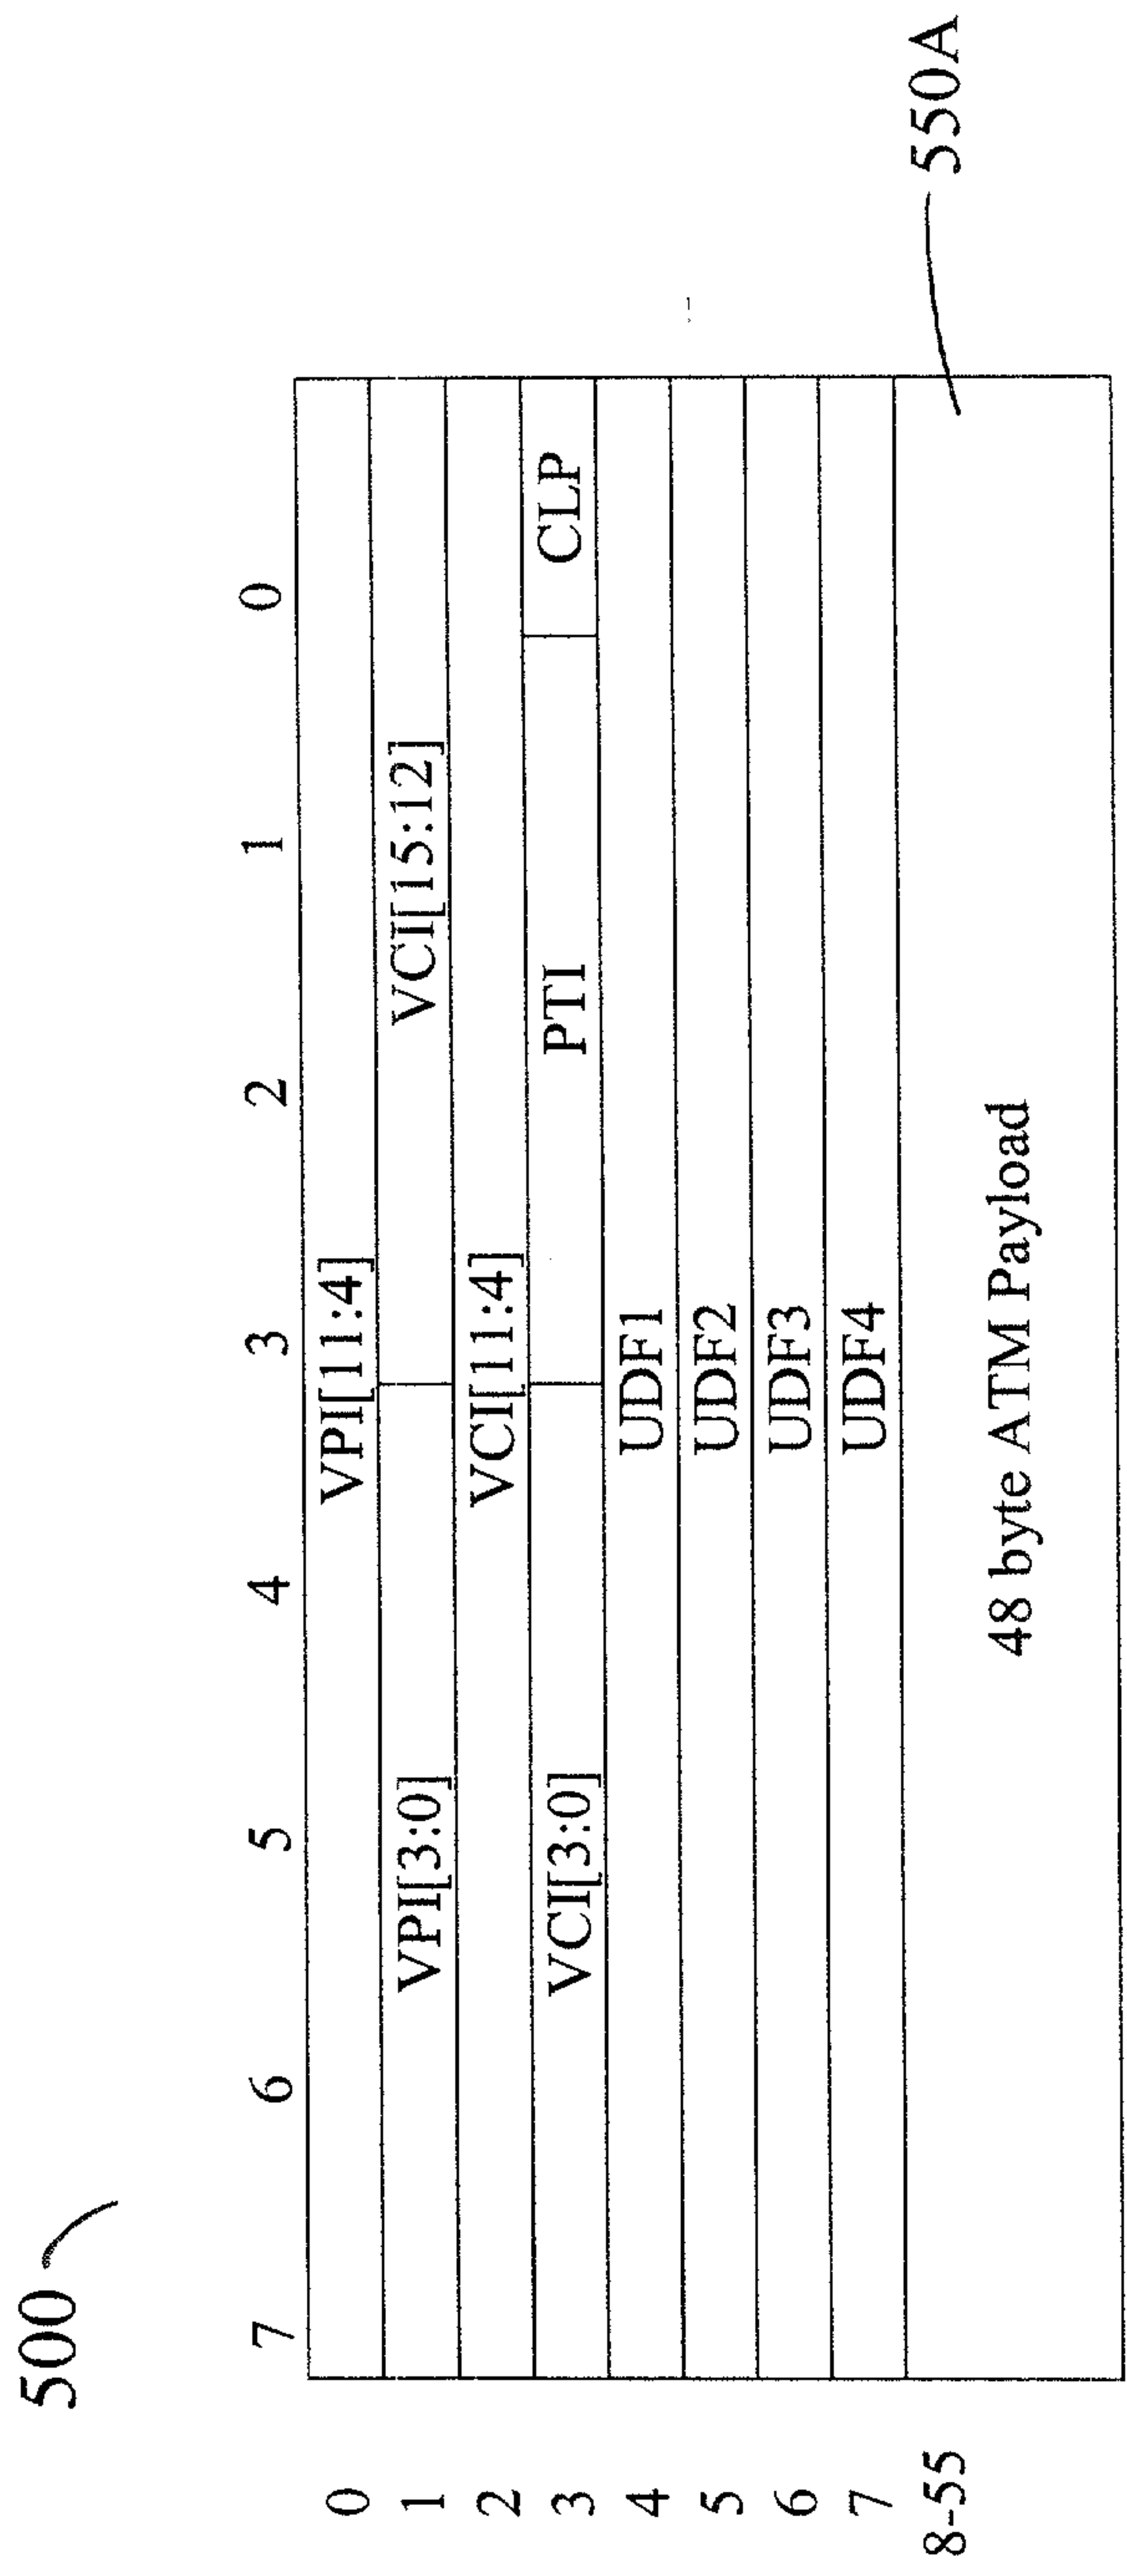 500
7 6 5 4 3 2 1 0
0 VPI[11:4]
1 VPI[3:0] VCI[15:12]
2 VCI[11:4]
3 VCI[3:0] PTI CLP
4 UDF1
5 UDF2
6 UDF3
7 UDF4
8-55 48 byte ATM Payload
550A